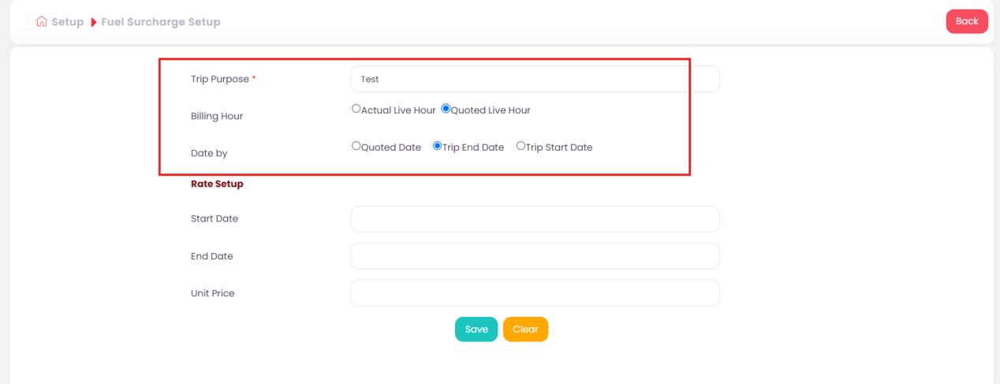 Setup Fuel Surcharge Setup Back
Trip Purpose * Test
Billing Hour Actual Live Hour Quoted Live Hour
Date by Quoted Date Trip End Date Trip Start Date
Rate Setup
Start Date
End Date
Unit Price
Save Clear